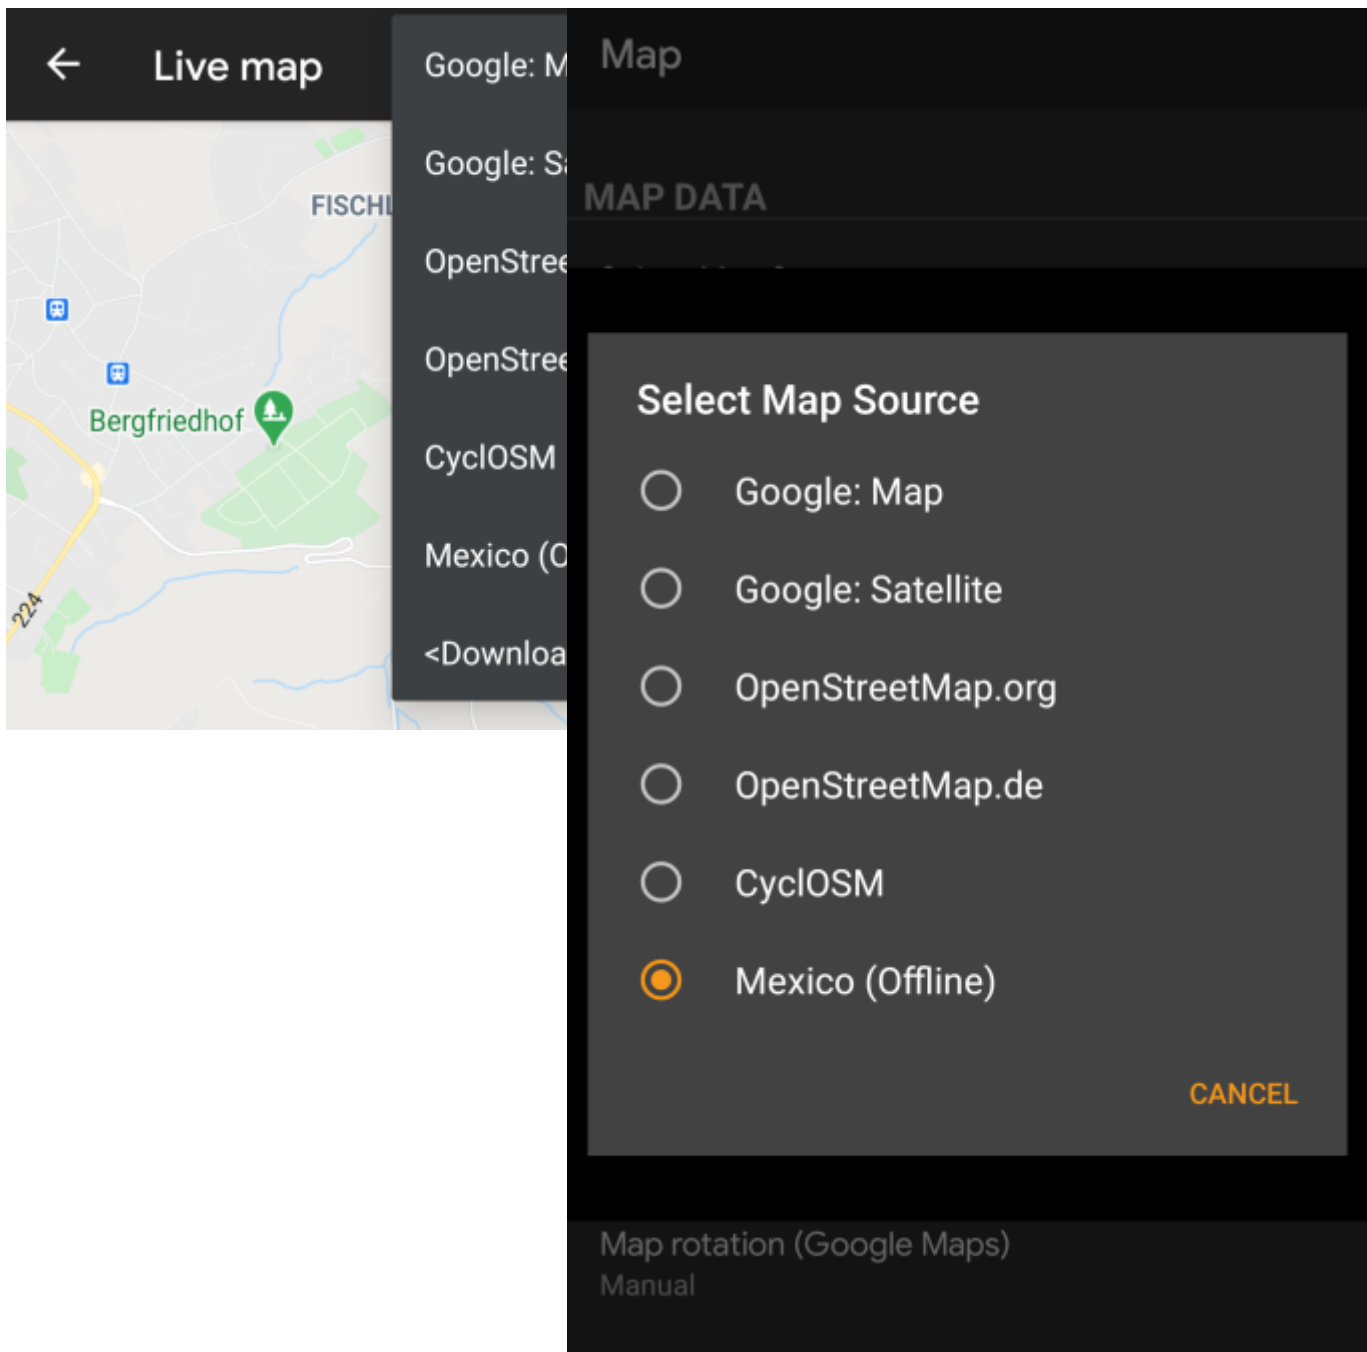 Live map
Google: M
Google: Sa
OpenStree
OpenStree
CyclOSM
Mexico (O
<Downloa
FISCHL
Bergfriedhof
224
Map
MAP DATA
Select Map Source
Google: Map
Google: Satellite
OpenStreetMap.org
OpenStreetMap.de
CyclOSM
Mexico (Offline)
CANCEL
Map rotation (Google Maps)
Manual